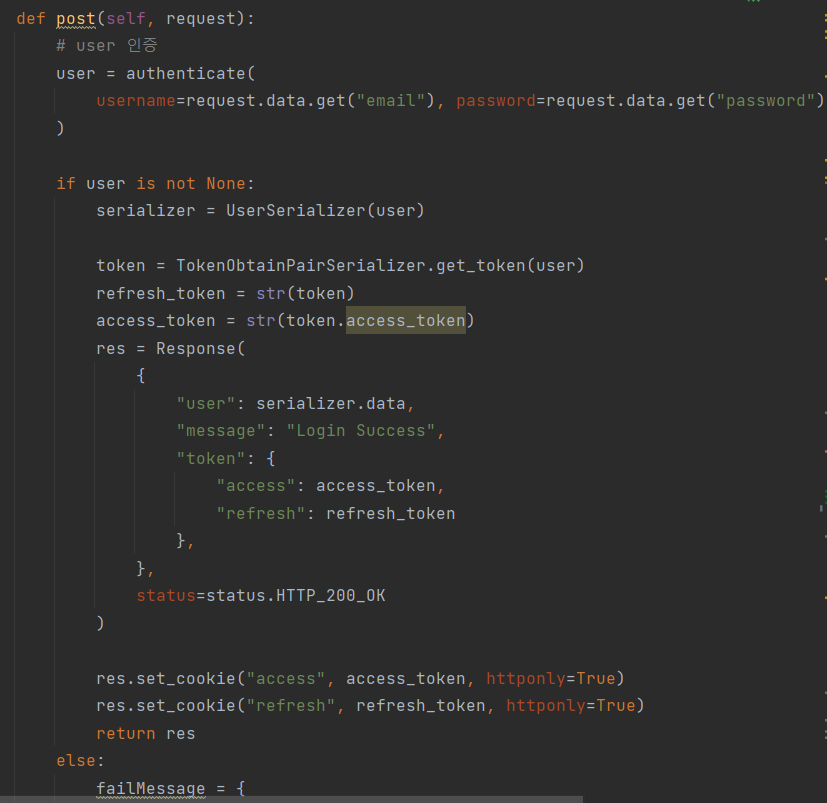 def post(self, request):
    # user 인증
    user = authenticate(
        username=request.data.get("email"), password=request.data.get("password")
    )
    if user is not None:
        serializer = UserSerializer(user)
        token = TokenObtainPairSerializer.get_token(user)
        refresh_token = str(token)
        access_token = str(token.access_token)
        res = Response(
            {
                "user": serializer.data,
                "message": "Login Success",
                "token": {
                    "access": access_token,
                    "refresh": refresh_token
                },
            },
            status=status.HTTP_200_OK
        )
        res.set_cookie("access", access_token, httponly=True)
        res.set_cookie("refresh", refresh_token, httponly=True)
        return res
    else:
        failMessage = {